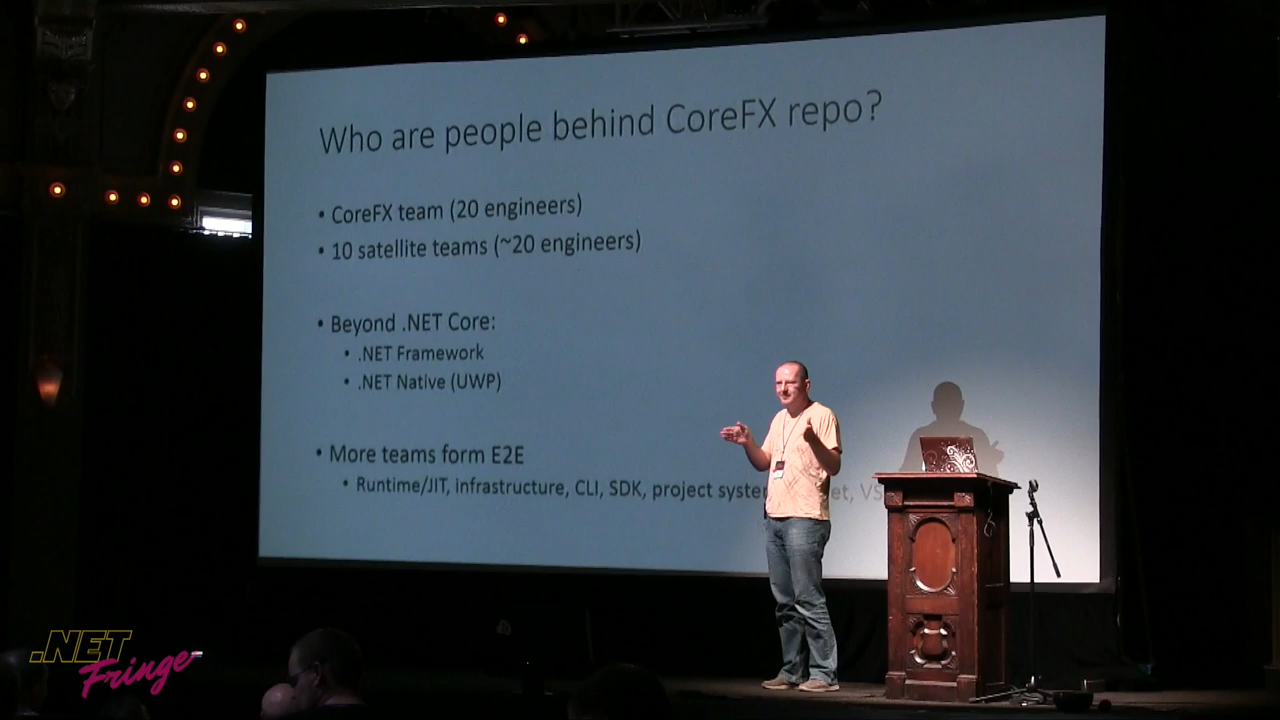 Who are people behind CoreFX repo?
• CoreFX team (20 engineers)
• 10 satellite teams (~20 engineers)
• Beyond .NET Core:
• .NET Framework
• .NET Native (UWP)
• More teams form E2E
• Runtime/JIT, infrastructure, CLI, SDK, project
.NET
Fringe